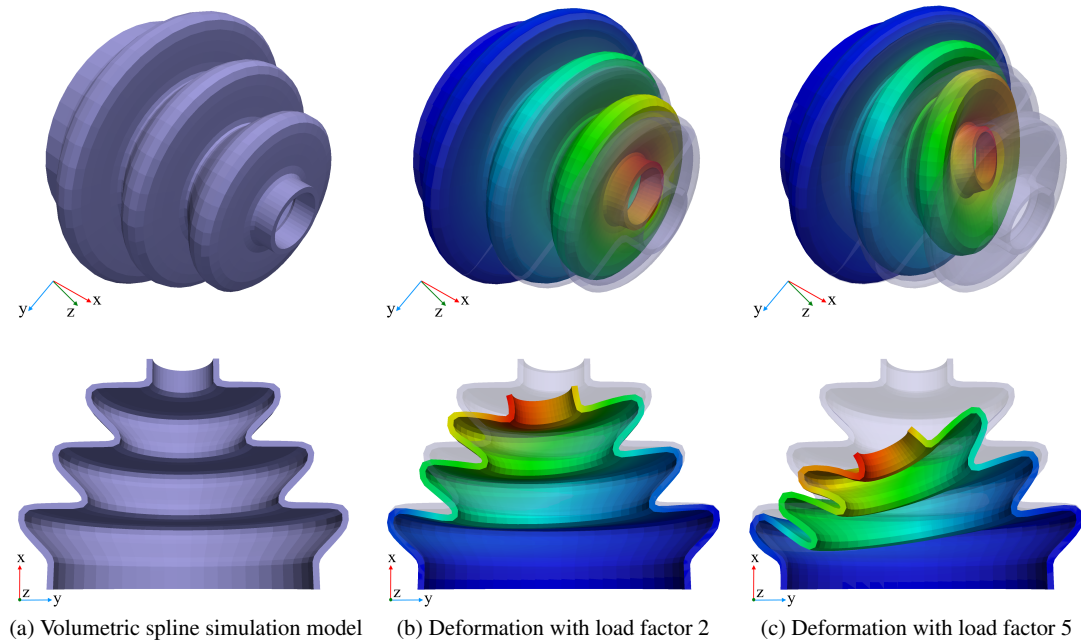 x
y
z
x
y
z
x
y
z
x
z
y
x
z
y
x
z
y
(a) Volumetric spline simulation model
(b) Deformation with load factor 2
(c) Deformation with load factor 5